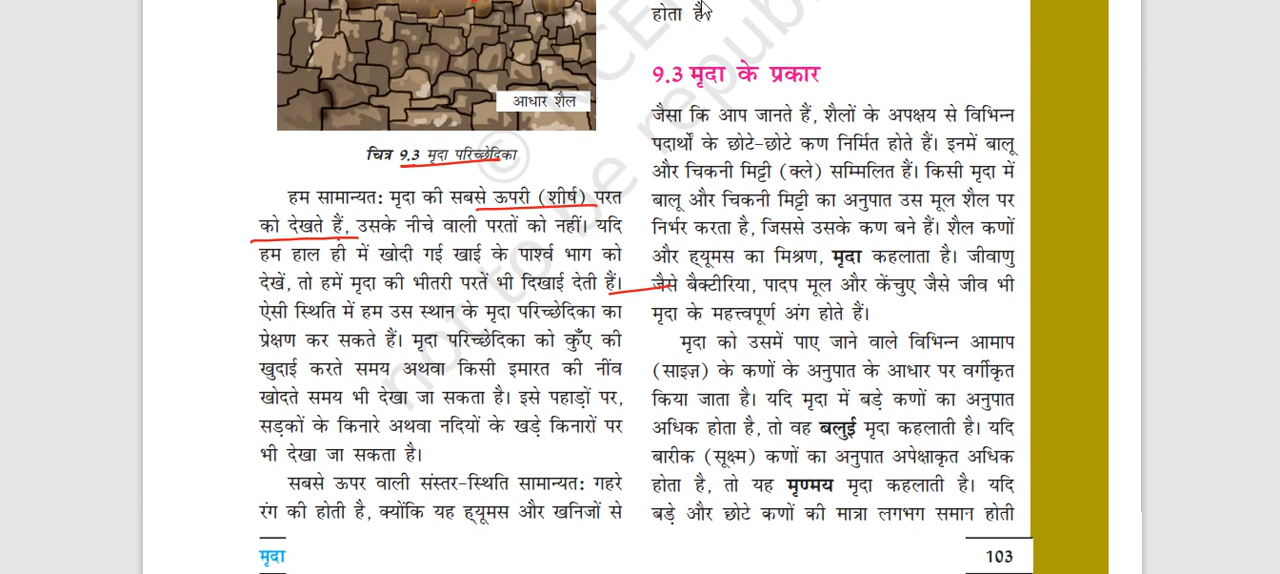 आधार शैल
चित्र 9.3 मृदा परिच्छेदिका
हम सामान्यत: मृदा की सबसे ऊपरी (शीर्ष) परत
को देखते हैं, उसके नीचे वाली परतों को नहीं। यदि
हम हाल ही में खोदी गई खाई के पार्श्व भाग को
देखें, तो हमें मृदा की भीतरी परतें भी दिखाई देती हैं।
ऐसी स्थिति में हम उस स्थान के मृदा परिच्छेदिका का
प्रेक्षण कर सकते हैं। मृदा परिच्छेदिका को कुँए की
खुदाई करते समय अथवा किसी इमारत की नींव
खोदते समय भी देखा जा सकता है। इसे पहाड़ों पर,
सड़कों के किनारे अथवा नदियों के खड़े किनारों पर
भी देखा जा सकता है।
सबसे ऊपर वाली संस्तर-स्थिति सामान्यत: गहरे
रंग की होती है, क्योंकि यह ह्यूमस और खनिजों से
होता है।
9.3 मृदा के प्रकार
जैसा कि आप जानते हैं, शैलों के अपक्षय से विभिन्न
पदार्थों के छोटे-छोटे कण निर्मित होते हैं। इनमें बालू
और चिकनी मिट्टी (क्ले) सम्मिलित हैं। किसी मृदा में
बालू और चिकनी मिट्टी का अनुपात उस मूल शैल पर
निर्भर करता है, जिससे उसके कण बने हैं। शैल कणों
और ह्यूमस का मिश्रण, मृदा कहलाता है। जीवाणु
जैसे बैक्टीरिया, पादप मूल और केंचुए जैसे जीव भी
मृदा के महत्त्वपूर्ण अंग होते हैं।
मृदा को उसमें पाए जाने वाले विभिन्न आमाप
(साइज़) के कणों के अनुपात के आधार पर वर्गीकृत
किया जाता है। यदि मृदा में बड़े कणों का अनुपात
अधिक होता है, तो वह बलुई मृदा कहलाती है। यदि
बारीक (सूक्ष्म) कणों का अनुपात अपेक्षाकृत अधिक
होता है, तो यह मृण्मय मृदा कहलाती है। यदि
बड़े और छोटे कणों की मात्रा लगभग समान होती
मृदा
103
not to be republ
© NCE